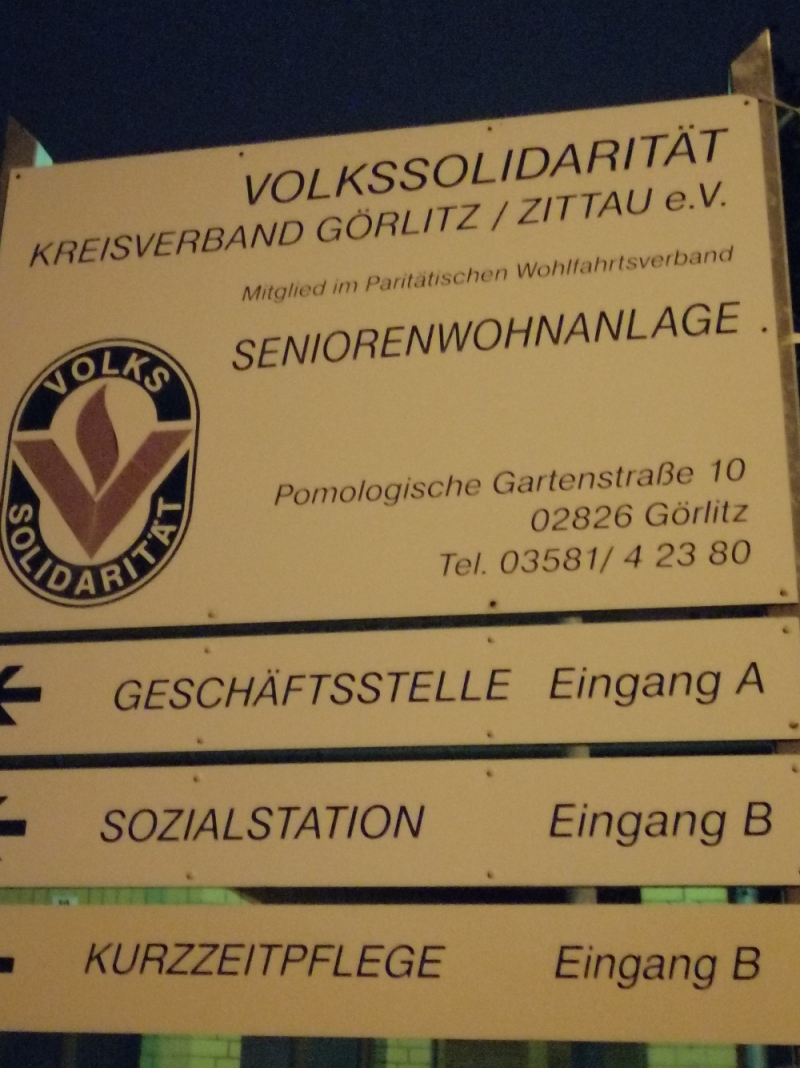 VOLKSSOLIDARITÄT
KREISVERBAND GÖRLITZ / ZITTAU e.V.
Mitglied im Paritätischen Wohlfahrtsverband
SENIORENWOHNANLAGE .
VOLKS
SOLIDARITÄT
Pomologische Gartenstraße 10
02826 Görlitz
Tel. 03581/ 4 23 80
GESCHÄFTSSTELLE Eingang A
SOZIALSTATION Eingang B
KURZZEITPFLEGE Eingang B